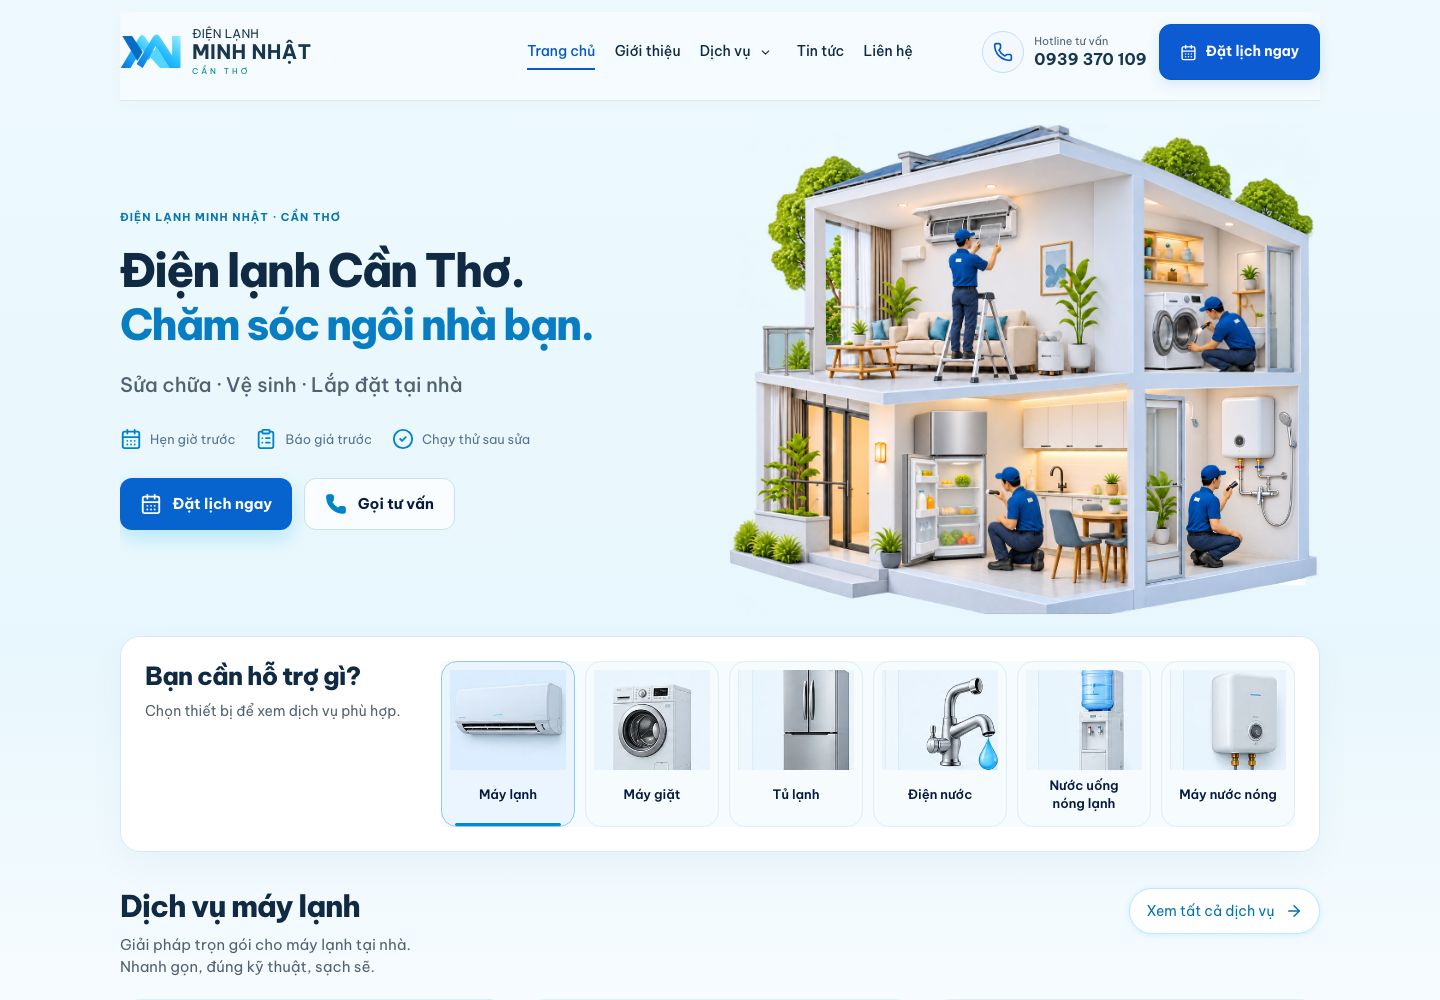 ĐIỆN LẠNH
MINH NHẬT
CẦN THƠ
Trang chủ
Giới thiệu
Dịch vụ
Tin tức
Liên hệ
Hotline tư vấn
0939 370 109
Đặt lịch ngay
ĐIỆN LẠNH MINH NHẬT · CẦN THƠ
Điện lạnh Cần Thơ.
Chăm sóc ngôi nhà bạn.
Sửa chữa · Vệ sinh · Lắp đặt tại nhà
Hẹn giờ trước
Báo giá trước
Chạy thử sau sửa
Đặt lịch ngay
Gọi tư vấn
Bạn cần hỗ trợ gì?
Chọn thiết bị để xem dịch vụ phù hợp.
Máy lạnh
Máy giặt
Tủ lạnh
Điện nước
Nước uống
nóng lạnh
Máy nước nóng
Dịch vụ máy lạnh
Xem tất cả dịch vụ
Giải pháp trọn gói cho máy lạnh tại nhà.
Nhanh gọn, đúng kỹ thuật, sạch sẽ.